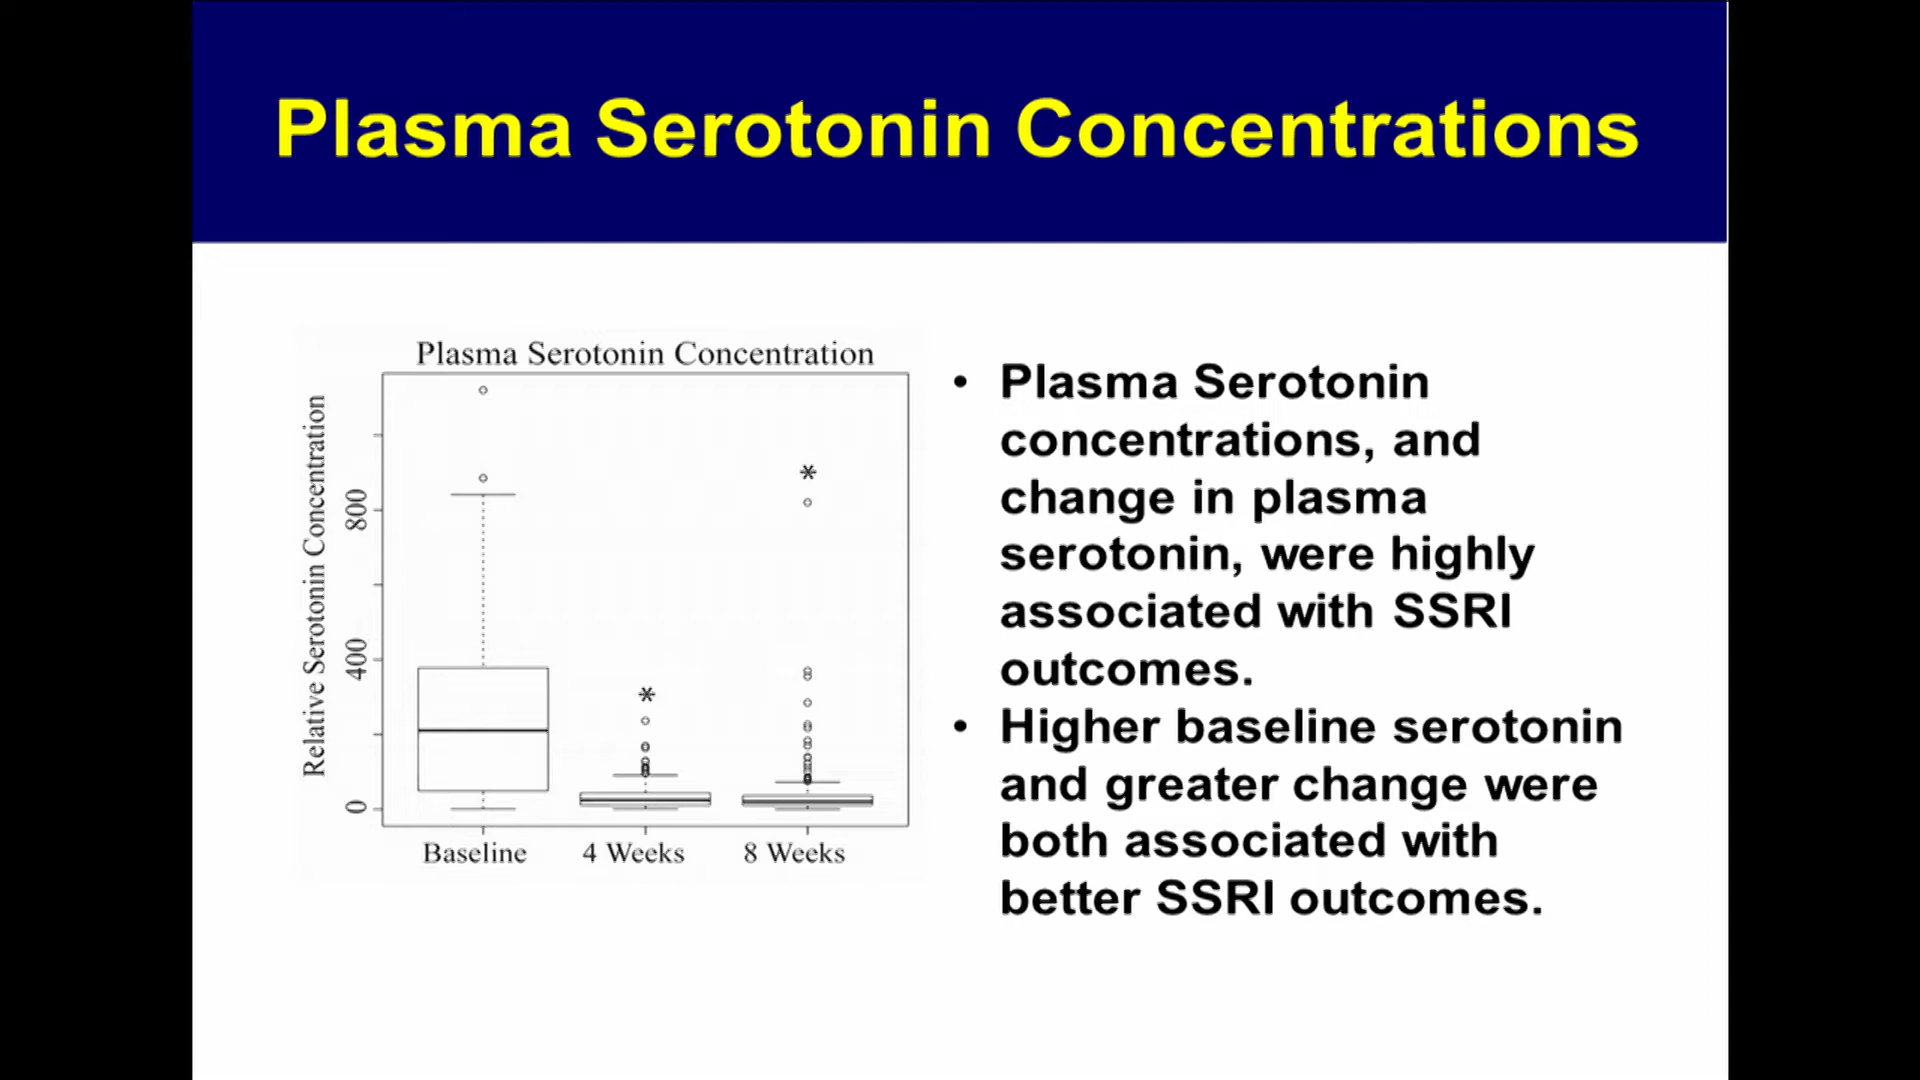 Plasma Serotonin Concentrations
Plasma Serotonin Concentration
Relative Serotonin Concentration
800
400
0
*
*
Baseline
4 Weeks
8 Weeks
• Plasma Serotonin
concentrations, and
change in plasma
serotonin, were highly
associated with SSRI
outcomes.
• Higher baseline serotonin
and greater change were
both associated with
better SSRI outcomes.